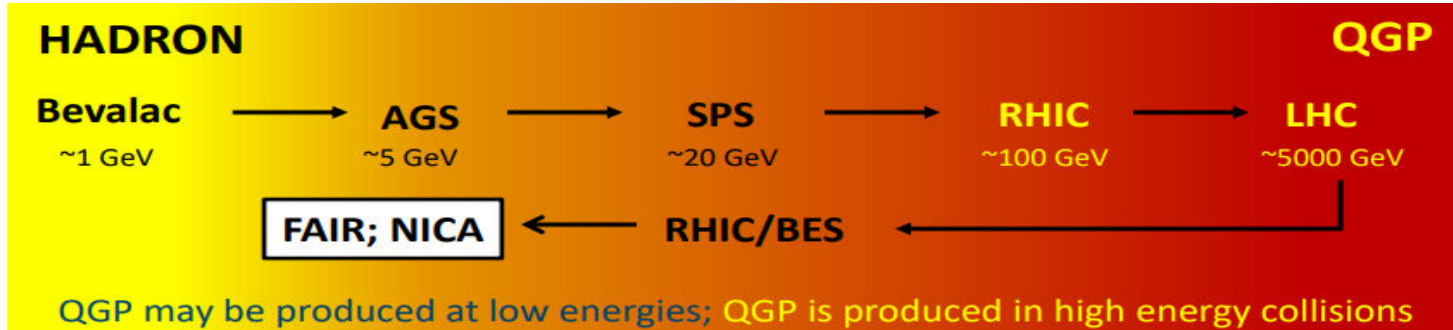 HADRON QGP
Bevalac AGS SPS RHIC LHC
~1 GeV ~5 GeV ~20 GeV ~100 GeV ~5000 GeV
FAIR; NICA RHIC/BES
QGP may be produced at low energies; QGP is produced in high energy collisions